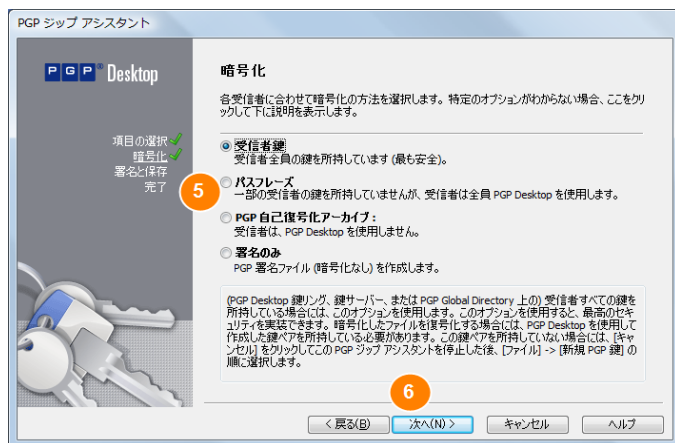 PGP ジップ アシスタント
PGP® Desktop
項目の選択
暗号化
署名と保存
完了
暗号化
各受信者に合わせて暗号化の方法を選択します。特定のオプションがわからない場合、ここをクリ
ックして下に説明を表示します。
受信者鍵
受信者全員の鍵を所持しています (最も安全)。
5
パスフレーズ
一部の受信者の鍵を所持していませんが、受信者は全員 PGP Desktop を使用します。
PGP 自己復号化アーカイブ:
受信者は、PGP Desktop を使用しません。
署名のみ
PGP 署名ファイル (暗号化なし) を作成します。
(PGP Desktop 鍵リング、鍵サーバー、または PGP Global Directory 上の) 受信者すべての鍵を
所持している場合には、このオプションを使用します。このオプションを使用すると、最高のセキ
ュリティを実装できます。暗号化したファイルを復号化する場合には、PGP Desktop を使用して
作成した鍵ペアを所持している必要があります。この鍵ペアを所持していない場合には、[キャ
ンセル] をクリックしてこの PGP ジップ アシスタントを停止した後、[ファイル] -> [新規 PGP 鍵] の
順に選択します。
6
< 戻る(B)
次へ(N) >
キャンセル
ヘルプ